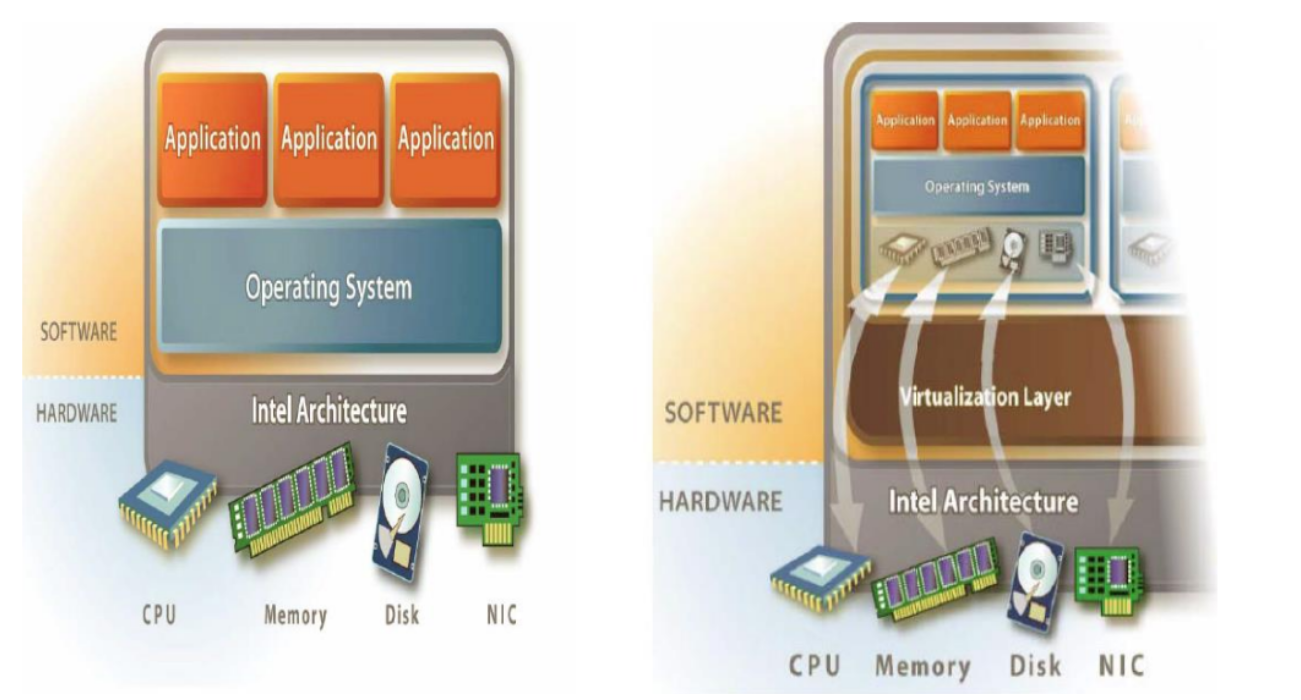 Application Application Application
Operating System
SOFTWARE
HARDWARE
Intel Architecture
CPU Memory Disk NIC
Application Application Application
Operating System
Virtualization Layer
SOFTWARE
HARDWARE
Intel Architecture
CPU Memory Disk NIC